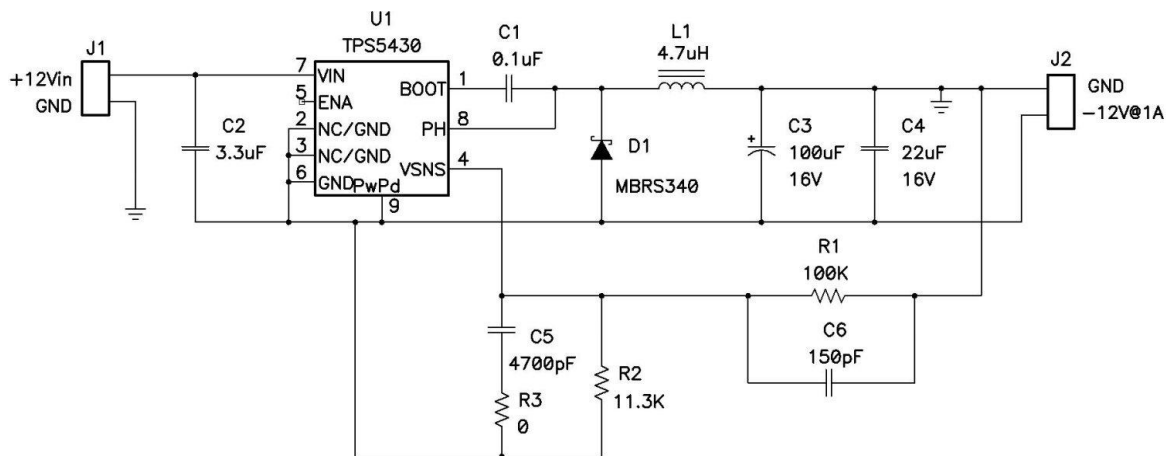 U1
TPS5430
J1
+12Vin
GND
C2
3.3uF
7
VIN
5
ENA
2
NC/GND
3
NC/GND
6
GND
PwPd
9
BOOT
1
PH
8
VSNS
4
C1
0.1uF
L1
4.7uH
D1
MBRS340
+
C3
100uF
16V
C4
22uF
16V
J2
GND
-12V@1A
R1
100K
C6
150pF
C5
4700pF
R3
0
R2
11.3K